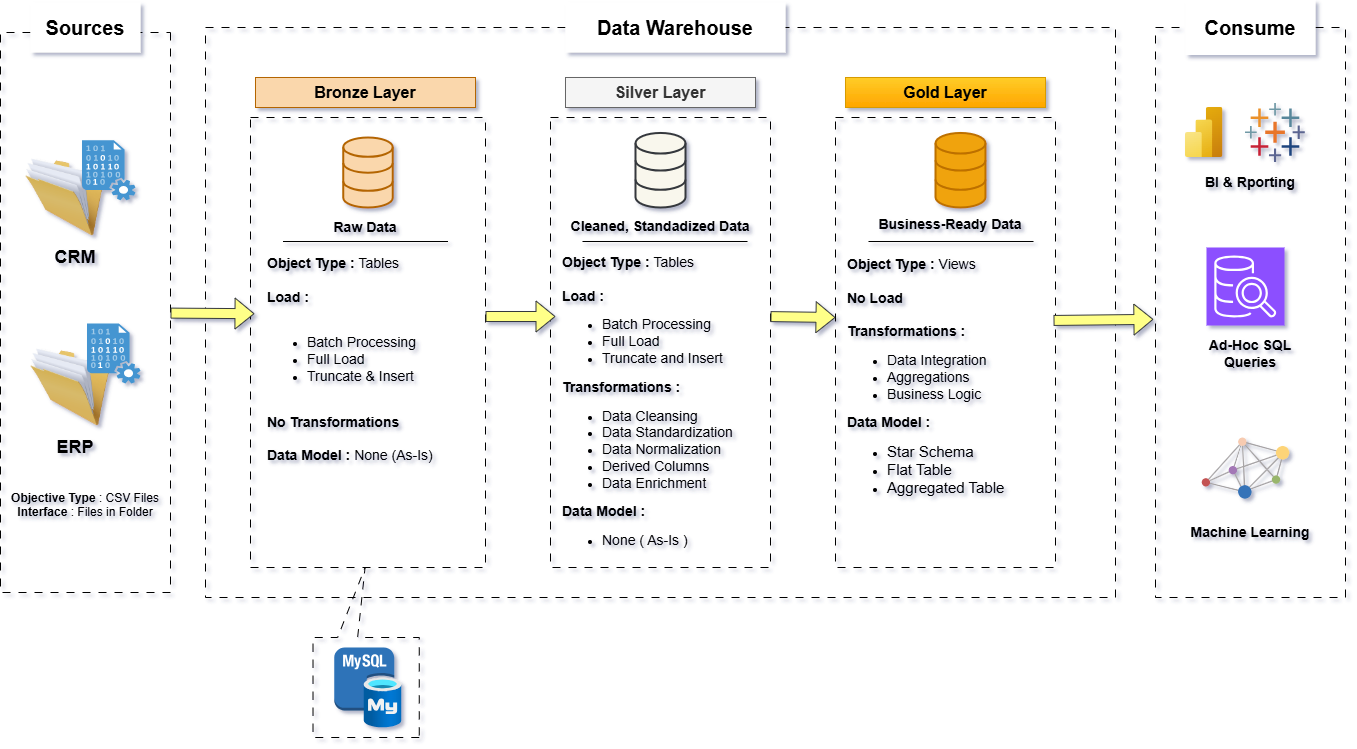 Sources
Data Warehouse
Consume
Bronze Layer
Silver Layer
Gold Layer
101
01010
10110
10100
010
CRM
101
01010
10110
10100
010
ERP
Objective Type : CSV Files
Interface : Files in Folder
Raw Data
Object Type : Tables
Load :
Batch Processing
Full Load
Truncate & Insert
No Transformations
Data Model : None (As-Is)
Cleaned, Standadized Data
Object Type : Tables
Load :
Batch Processing
Full Load
Truncate and Insert
Transformations :
Data Cleansing
Data Standardization
Data Normalization
Derived Columns
Data Enrichment
Data Model :
None ( As-Is )
Business-Ready Data
Object Type : Views
No Load
Transformations :
Data Integration
Aggregations
Business Logic
Data Model :
Star Schema
Flat Table
Aggregated Table
BI & Rporting
Ad-Hoc SQL
Queries
Machine Learning
MySQL
My